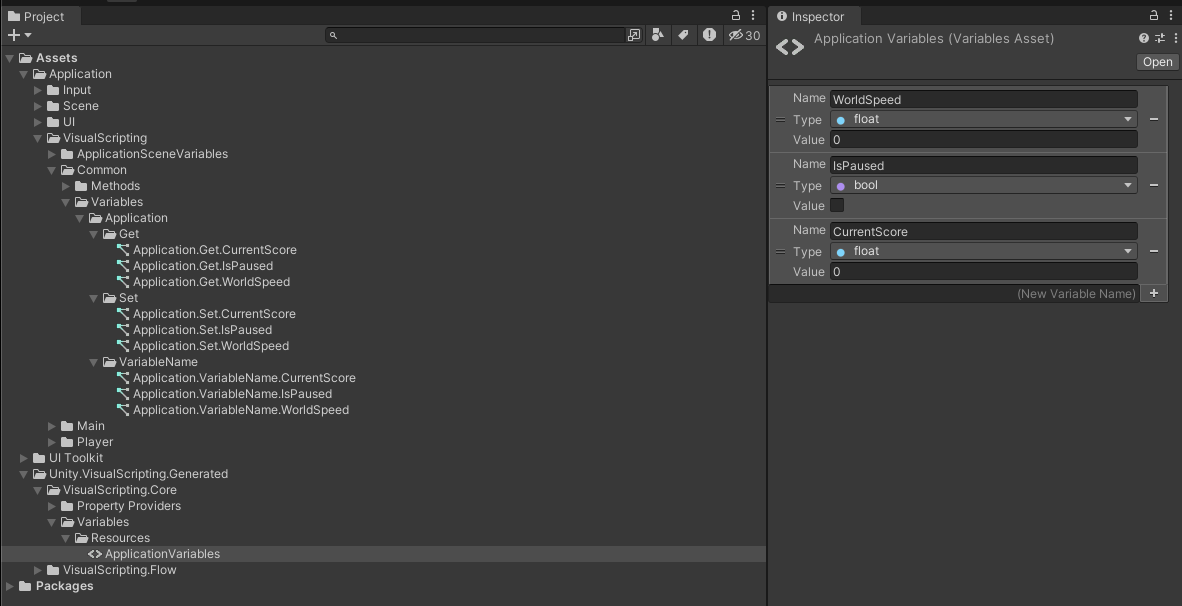 Project
30
Assets
Application
Input
Scene
UI
VisualScripting
ApplicationSceneVariables
Common
Methods
Variables
Application
Get
Application.Get.CurrentScore
Application.Get.IsPaused
Application.Get.WorldSpeed
Set
Application.Set.CurrentScore
Application.Set.IsPaused
Application.Set.WorldSpeed
VariableName
Application.VariableName.CurrentScore
Application.VariableName.IsPaused
Application.VariableName.WorldSpeed
Main
Player
UI Toolkit
Unity.VisualScripting.Generated
VisualScripting.Core
Property Providers
Variables
Resources
ApplicationVariables
VisualScripting.Flow
Packages
Inspector
Application Variables (Variables Asset)
Open
Name WorldSpeed
Type float
Value 0
Name IsPaused
Type bool
Value
Name CurrentScore
Type float
Value 0
(New Variable Name)